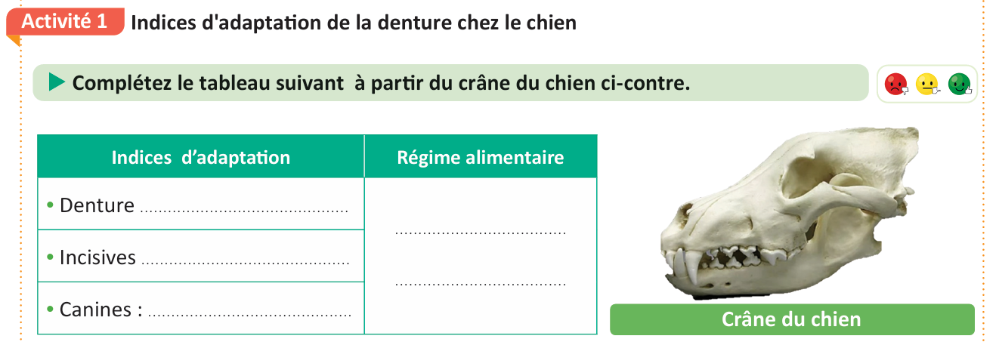 Activité 1 Indices d'adaptation de la denture chez le chien
Complétez le tableau suivant à partir du crâne du chien ci-contre.
Indices d’adaptation Régime alimentaire
• Denture .............................................
• Incisives .............................................
• Canines : ............................................
.....................................
.....................................
Crâne du chien